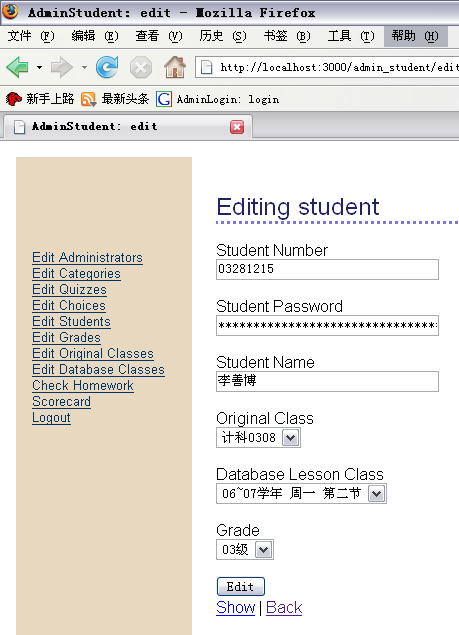 AdminStudent: edit - Mozilla Firefox
文件 (F) 编辑 (E) 查看 (V) 历史 (S) 书签 (B) 工具 (T) 帮助 (H)
http://localhost:3000/admin_student/edit
新手上路 最新头条 AdminLogin: login
AdminStudent: edit
Editing student
Edit Administrators
Edit Categories
Edit Quizzes
Edit Choices
Edit Students
Edit Grades
Edit Original Classes
Edit Database Classes
Check Homework
Scorecard
Logout
Student Number
03281215
Student Password
*******************************
Student Name
李善博
Original Class
计科0308
Database Lesson Class
06~07学年 周一 第二节
Grade
03级
Edit
Show | Back